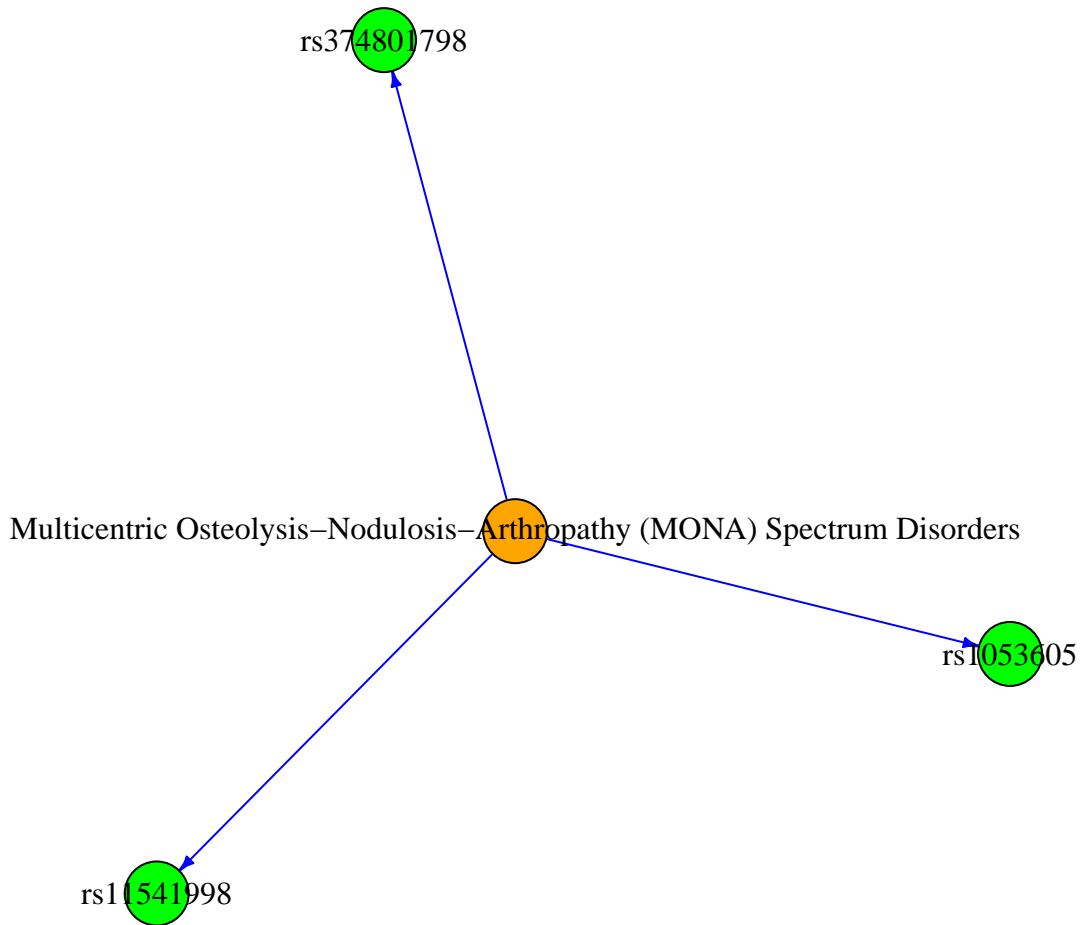 rs374801798
Multicentric Osteolysis−Nodulosis−Arthropathy (MONA) Spectrum Disorders
rs1053605
rs11541998